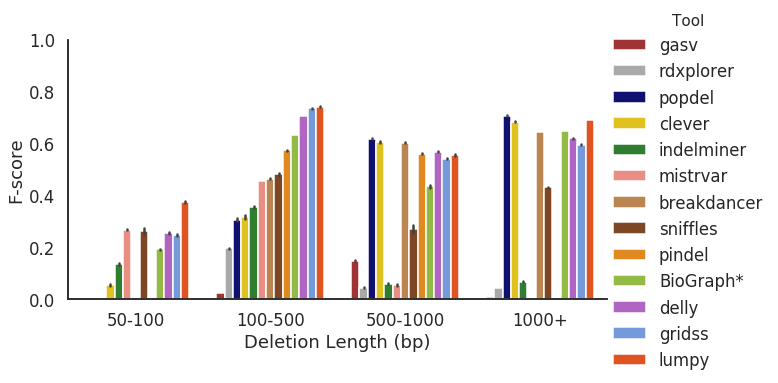 Tool
gasv
rdxplorer
popdel
clever
indelminer
mistrvar
breakdancer
sniffles
pindel
BioGraph*
delly
gridss
lumpy
F-score
1.0
0.8
0.6
0.4
0.2
0.0
50-100 100-500 500-1000 1000+
Deletion Length (bp)